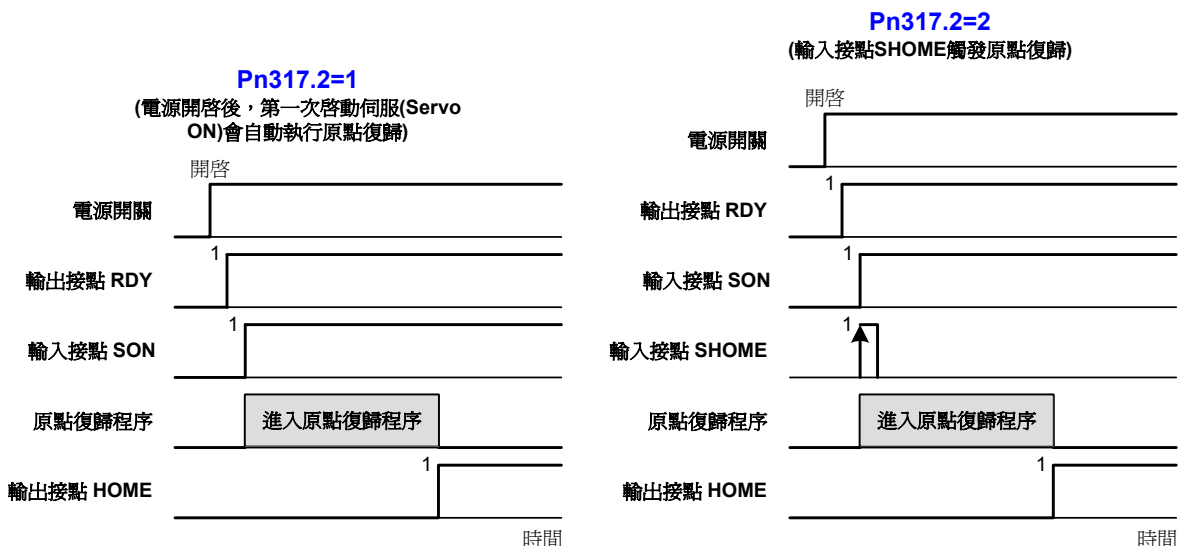 Pn317.2=1
(電源開啓後，第一次啓動伺服(Servo
ON)會自動執行原點復歸)
開啓
電源開關
1
輸出接點 RDY
1
輸入接點 SON
原點復歸程序
進入原點復歸程序
1
輸出接點 HOME
時間
Pn317.2=2
(輸入接點SHOME觸發原點復歸)
開啓
電源開關
1
輸出接點 RDY
1
輸入接點 SON
1
輸入接點 SHOME
原點復歸程序
進入原點復歸程序
1
輸出接點 HOME
時間